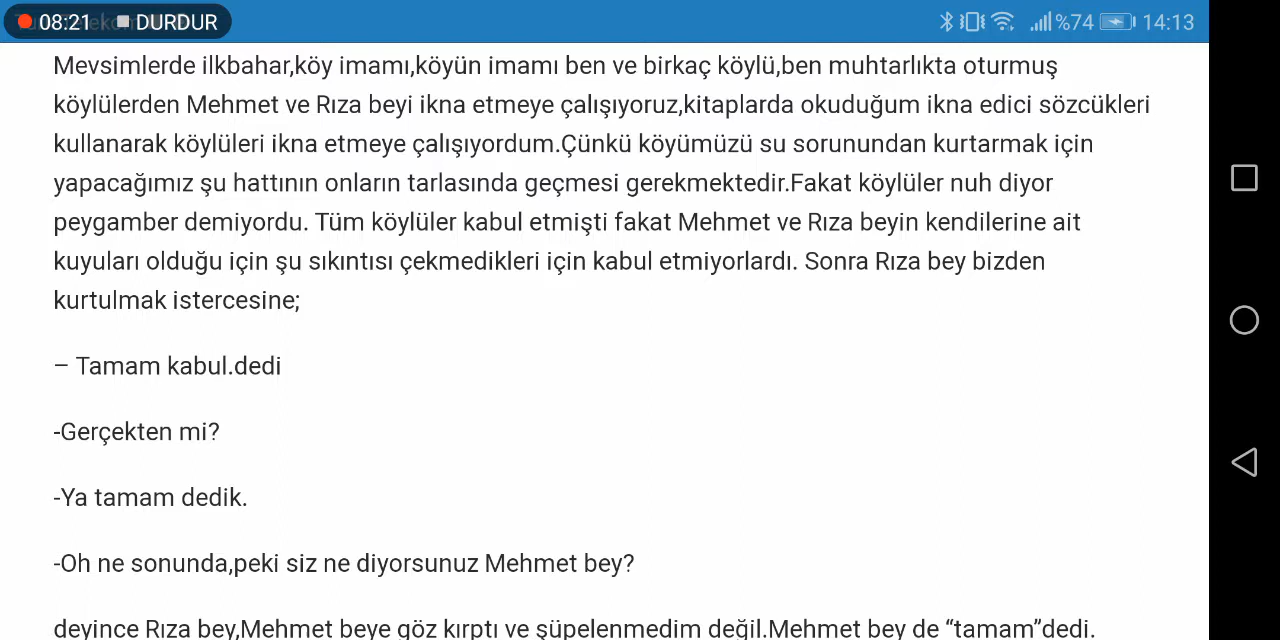 08:21 DURDUR %74 14:13
Mevsimlerde ilkbahar,köy imamı,köyün imamı ben ve birkaç köylü,ben muhtarlıkta oturmuş
köylülerden Mehmet ve Rıza beyi ikna etmeye çalışıyoruz,kitaplarda okuduğum ikna edici sözcükleri
kullanarak köylüleri ikna etmeye çalışıyordum.Çünkü köyümüzü su sorunundan kurtarmak için
yapacağımız şu hattının onların tarlasında geçmesi gerekmektedir.Fakat köylüler nuh diyor
peygamber demiyordu. Tüm köylüler kabul etmişti fakat Mehmet ve Rıza beyin kendilerine ait
kuyuları olduğu için şu sıkıntısı çekmedikleri için kabul etmiyorlardı. Sonra Rıza bey bizden
kurtulmak istercesine;
– Tamam kabul.dedi
-Gerçekten mi?
-Ya tamam dedik.
-Oh ne sonunda,peki siz ne diyorsunuz Mehmet bey?
deyince Rıza bey,Mehmet beye göz kırptı ve şüpelenmedim değil.Mehmet bey de “tamam”dedi.